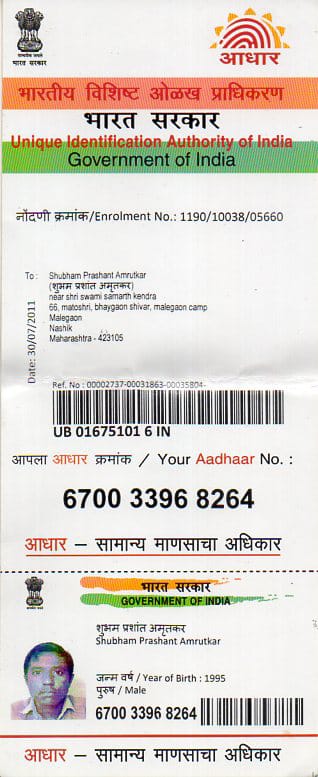 भारत सरकार
आधार
भारतीय विशिष्ट ओळख प्राधिकरण
भारत सरकार
Unique Identification Authority of India
Government of India
नोंदणी क्रमांक/Enrolment No.: 1190/10038/05660
To :
Shubham Prashant Amrutkar
(शुभम प्रशांत अमृतकर)
near shri swami samarth kendra
66, matoshri, bhaygaon shivar, malegaon camp
Malegaon
Nashik
Maharashtra - 423105
Date: 30/07/2011
Ref. No : 00002737-00031863-00035804-
UB 01675101 6 IN
आपला आधार क्रमांक / Your Aadhaar No. :
6700 3396 8264
आधार – सामान्य माणसाचा अधिकार
भारत सरकार
GOVERNMENT OF INDIA
शुभम प्रशांत अमृतकर
Shubham Prashant Amrutkar
जन्म वर्ष / Year of Birth : 1995
पुरुष / Male
6700 3396 8264
आधार – सामान्य माणसाचा अधिकार